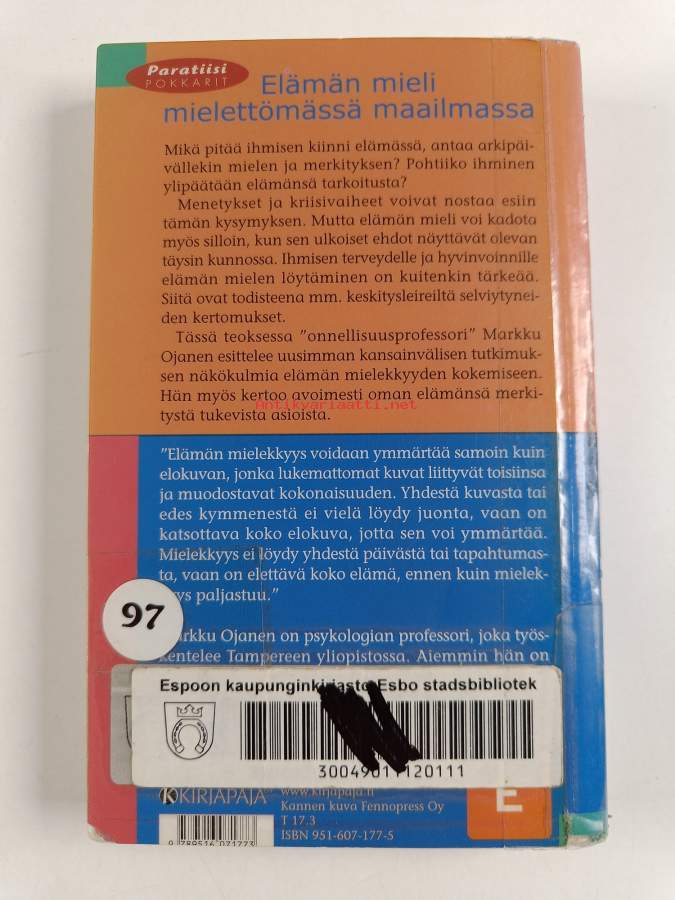 Paratiisi
POKKARIT
Elämän mieli
mielettömässä maailmassa
Mikä pitää ihmisen kiinni elämässä, antaa arkipäi-
vällekin mielen ja merkityksen? Pohtiiko ihminen
ylipäätään elämänsä tarkoitusta?
Menetykset ja kriisivaiheet voivat nostaa esiin
tämän kysymyksen. Mutta elämän mieli voi kadota
myös silloin, kun sen ulkoiset ehdot näyttävät olevan
täysin kunnossa. Ihmisen terveydelle ja hyvinvoinnille
elämän mielen löytäminen on kuitenkin tärkeää.
Siitä ovat todisteena mm. keskitysleireiltä selviytynei-
den kertomukset.
Tässä teoksessa ”onnellisuusprofessori” Markku
Ojanen esittelee uusimman kansainvälisen tutkimuk-
sen näkökulmia elämän mielekkyyden kokemiseen.
Hän myös kertoo avoimesti oman elämänsä merki-
tystä tukevista asioista.
Antikvariaatti.net
”Elämän mielekkyys voidaan ymmärtää samoin kuin
elokuvan, jonka lukemattomat kuvat liittyvät toisiinsa
ja muodostavat kokonaisuuden. Yhdestä kuvasta tai
edes kymmenestä ei vielä löydy juonta, vaan on
katsottava koko elokuva, jotta sen voi ymmärtää.
Mielekkyys ei löydy yhdestä päivästä tai tapahtumas-
ta, vaan on elettävä koko elämä, ennen kuin mielek-
kyys paljastuu.”
97
Markku Ojanen on psykologian professori, joka työs-
kentelee Tampereen yliopistossa. Aiemmin hän on
Espoon kaupunginkirjasto Esbo stadsbibliotek
30049011120111
KIRJAPAJA
www.kirjapaja.fi
Kannen kuva Fennopress Oy
T 17.3
ISBN 951-607-177-5
E
9 789516 071773